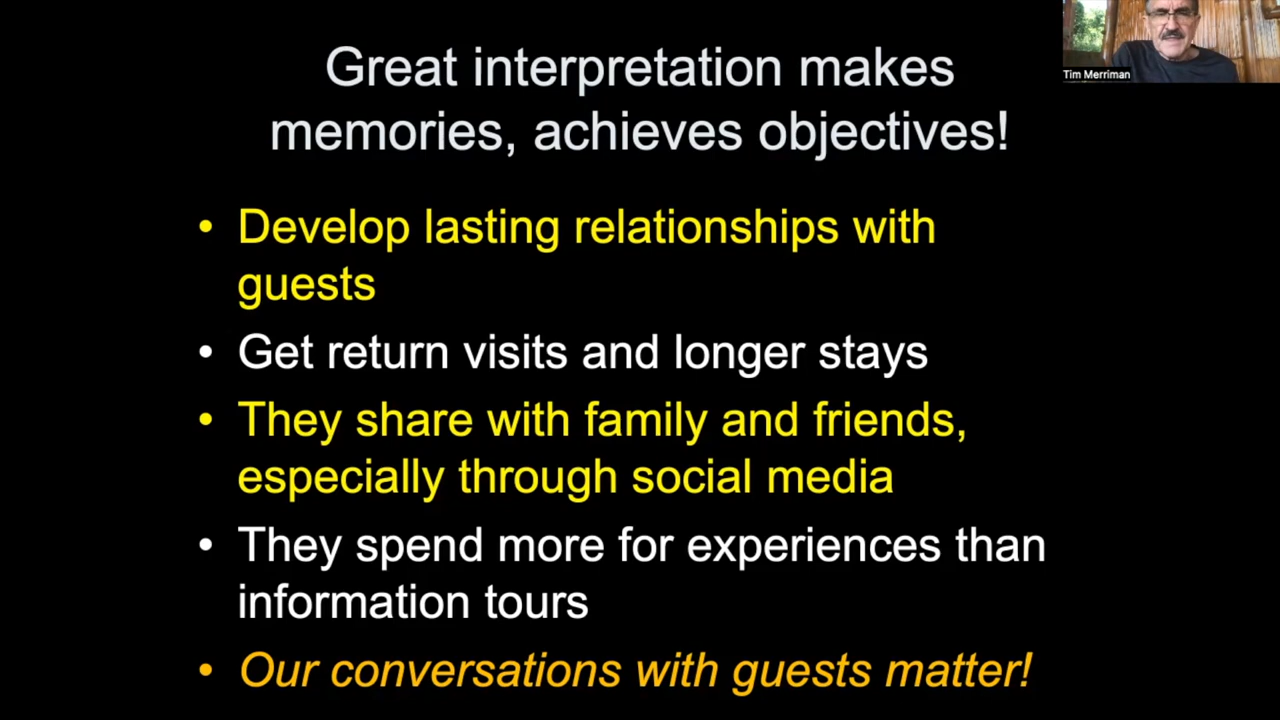 Great interpretation makes
memories, achieves objectives!
Tim Merriman
• Develop lasting relationships with
guests
• Get return visits and longer stays
• They share with family and friends,
especially through social media
• They spend more for experiences than
information tours
• Our conversations with guests matter!